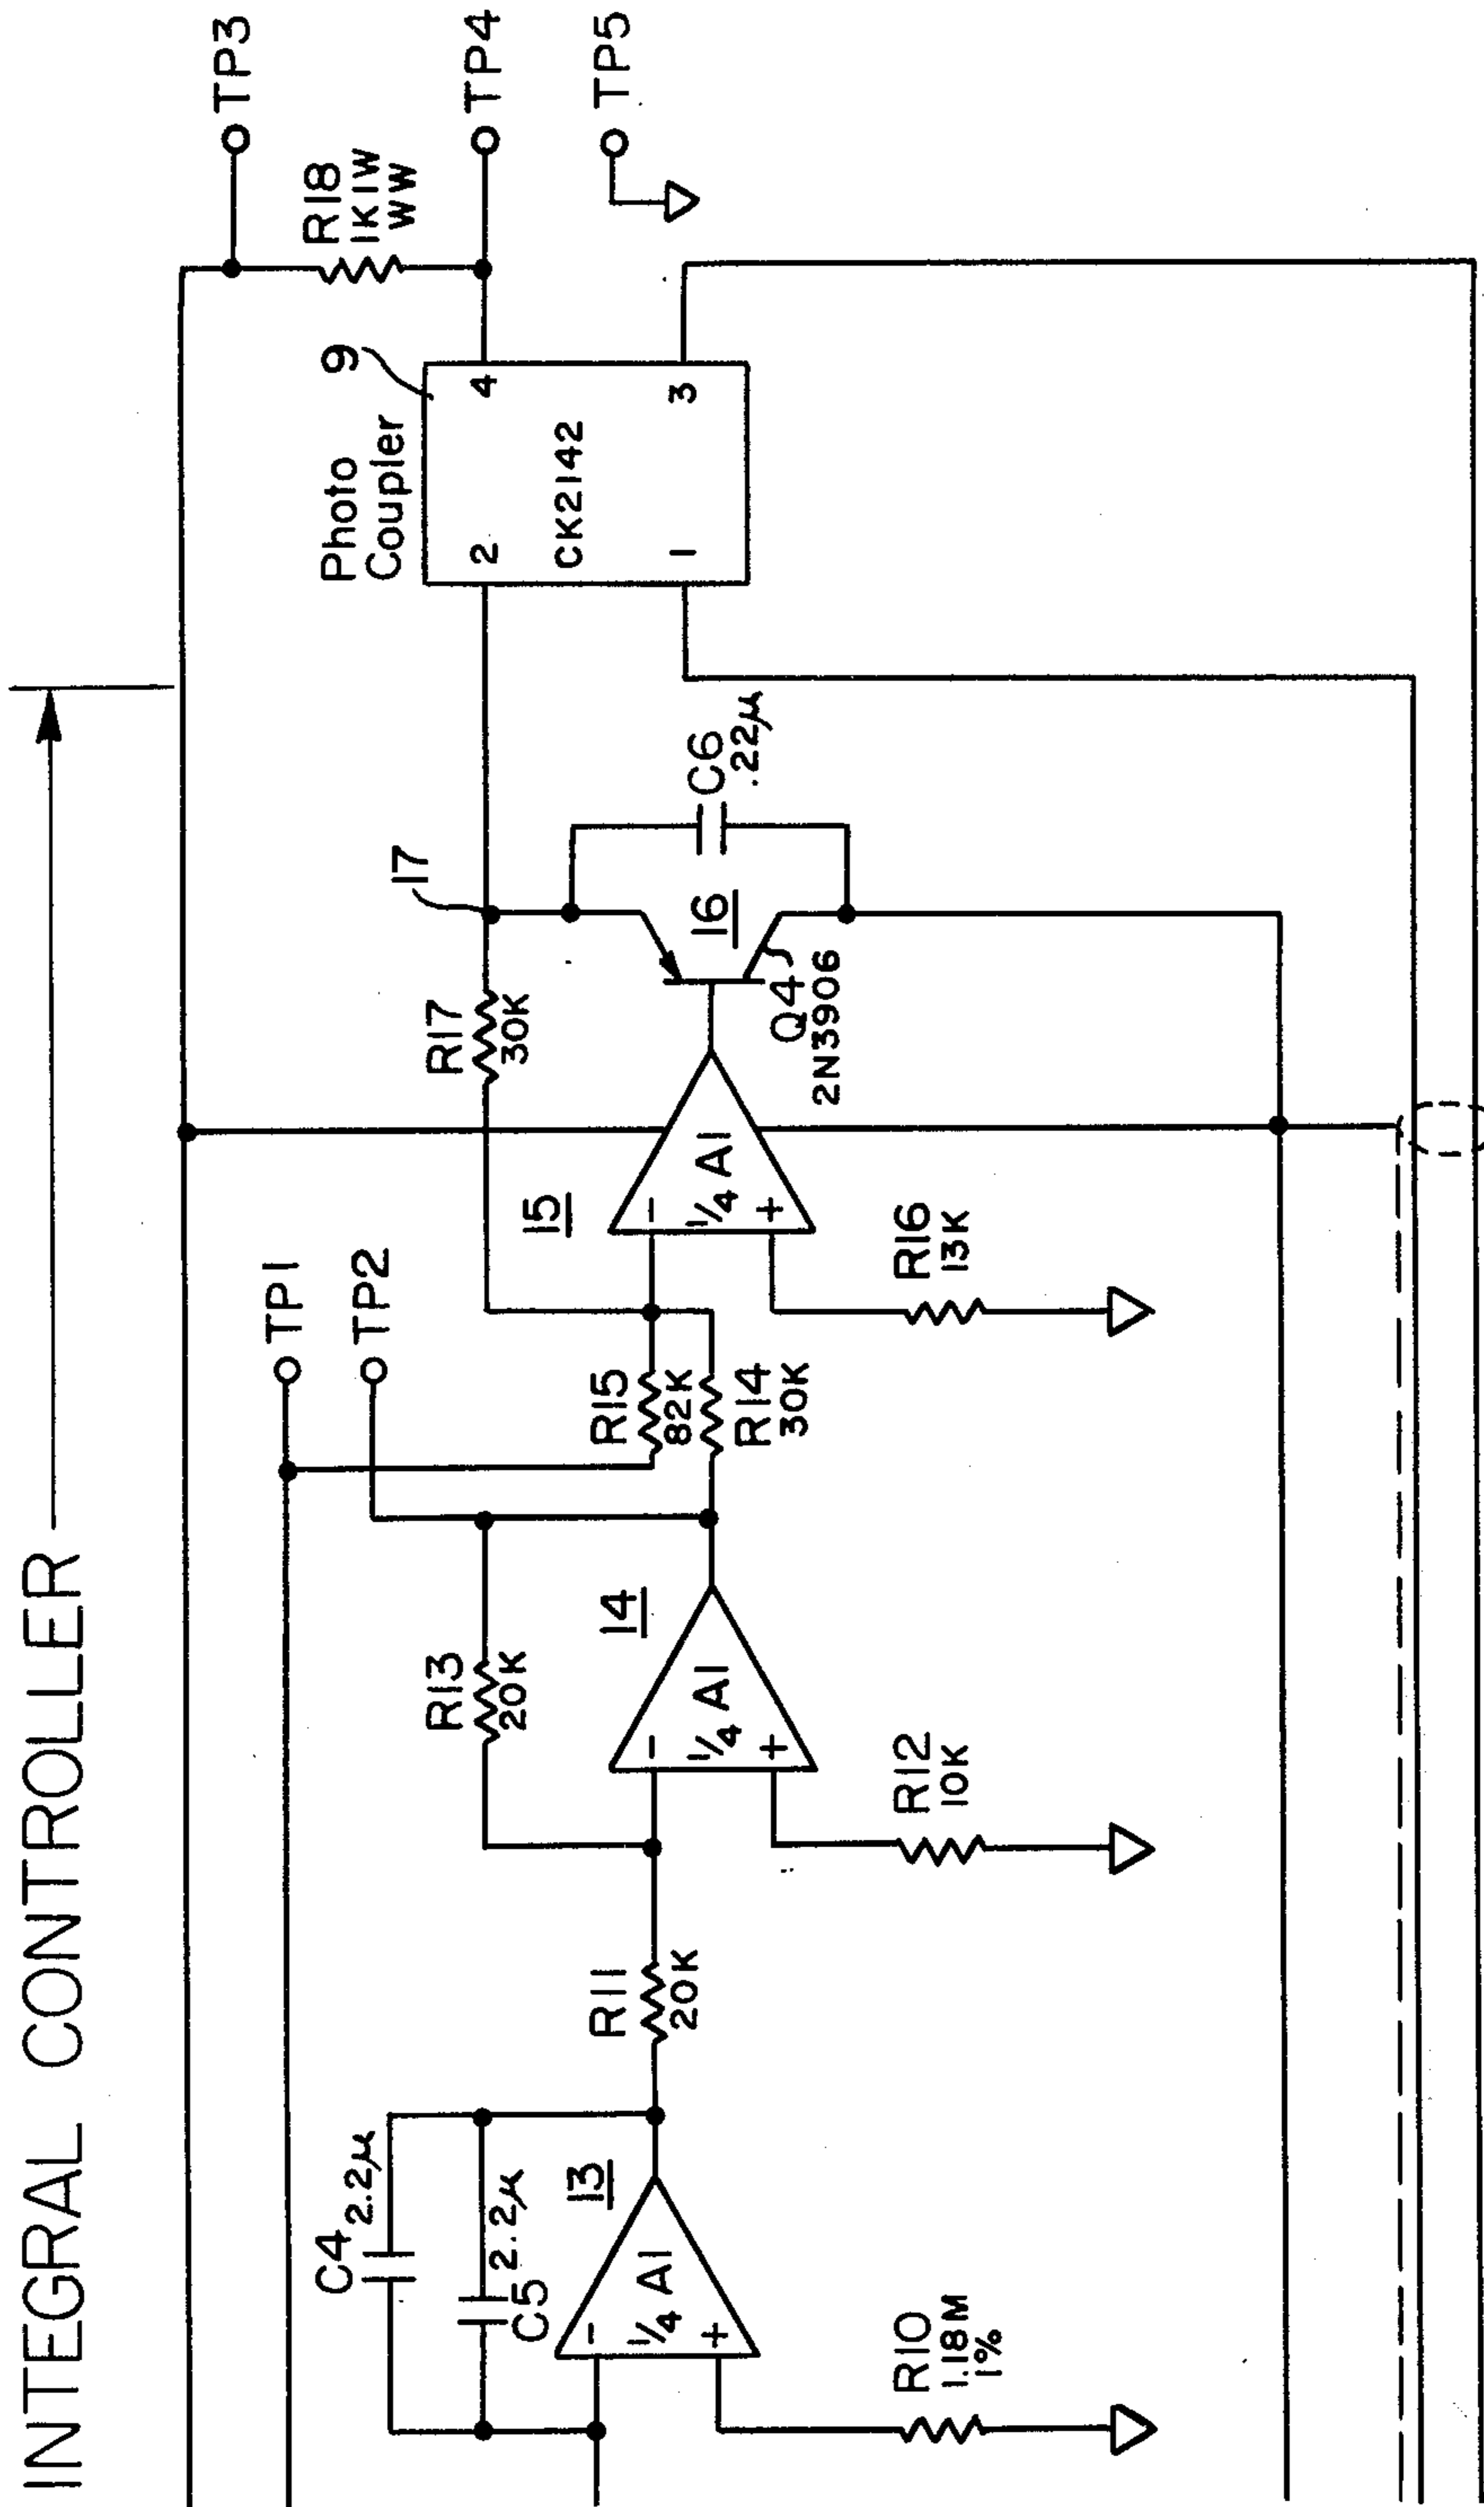 INTEGRAL CONTROLLER
C4
2.2μ
C5
2.2μ
13
1/4 A1
-
+
R10
1.18M
1%
R11
20K
R13
20K
14
1/4 A1
-
+
R12
10K
TP1
TP2
R15
82K
R14
30K
15
1/4 A1
-
+
R16
13K
R17
30K
17
16
Q4
2N3906
C6
.22μ
Photo
Coupler
9
2
4
CK2142
1
3
R18
1K1W
WW
TP3
TP4
TP5